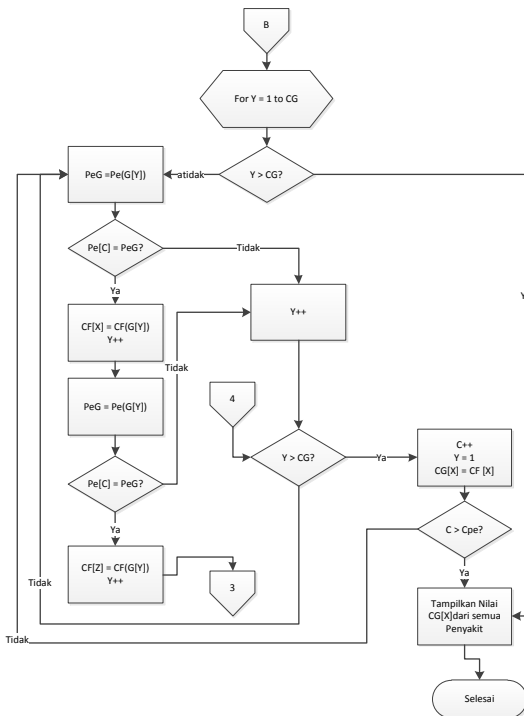 B
For Y = 1 to CG
Y > CG?
atidak
PeG =Pe(G[Y])
Pe[C] = PeG?
Tidak
Ya
CF[X] = CF(G[Y])
Y++
Y++
Y
Tidak
PeG = Pe(G[Y])
4
Y > CG?
Ya
C++
Y = 1
CG[X] = CF [X]
Pe[C] = PeG?
Ya
C > Cpe?
Ya
CF[Z] = CF(G[Y])
Y++
3
Tidak
Tampilkan Nilai
CG[X]dari semua
Penyakit
Tidak
Selesai